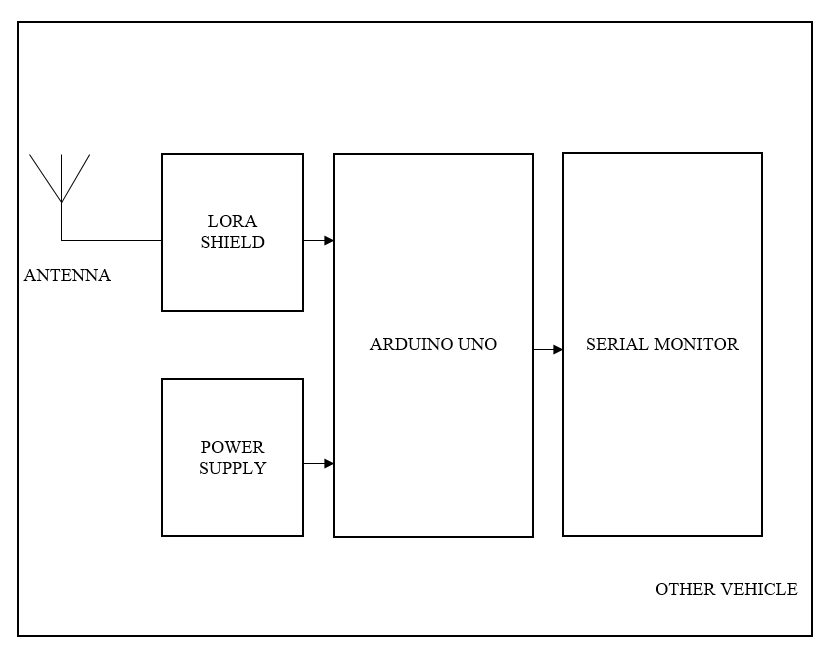 LORA
SHIELD
ANTENNA
ARDUINO UNO
SERIAL MONITOR
POWER
SUPPLY
OTHER VEHICLE